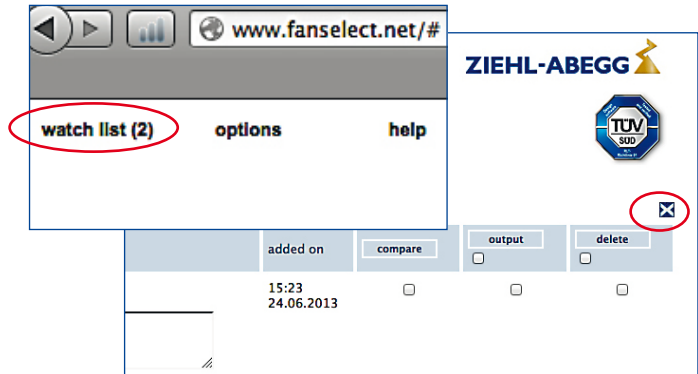 www.fanselect.net/#
ZIEHL-ABEGG
watch list (2) options help
TÜV
SÜD
added on compare output delete
15:23
24.06.2013